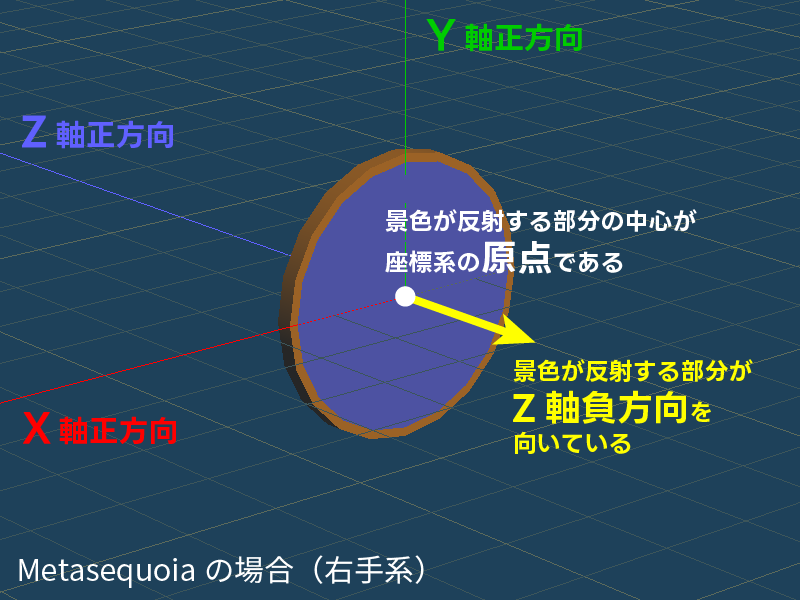 Y 軸正方向
Z 軸正方向
景色が反射する部分の中心が
座標系の原点である
景色が反射する部分が
Z 軸負方向を
向いている
X 軸正方向
Metasequoia の場合（右手系）